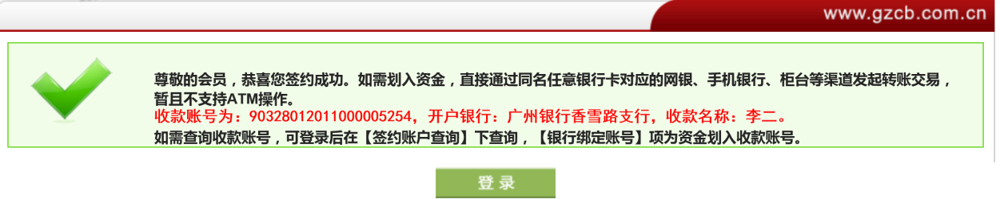 www.gzcb.com.cn
尊敬的会员，恭喜您签约成功。如需划入资金，直接通过同名任意银行卡对应的网银、手机银行、柜台等渠道发起转账交易，
暂且不支持ATM操作。
收款账号为：90328012011000005254，开户银行：广州银行香雪路支行，收款名称：李二。
如需查询收款账号，可登录后在【签约账户查询】下查询，【银行绑定账号】项为资金划入收款账号。
登 录